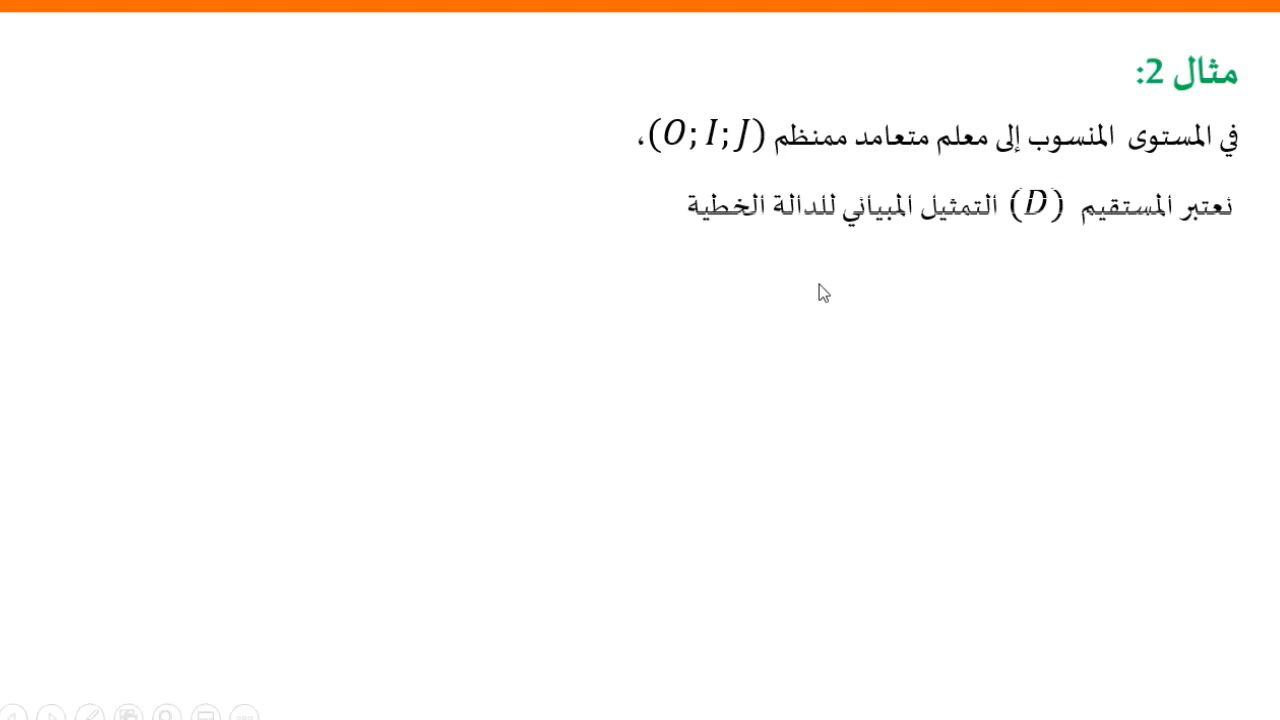 مثال 2:
في المستوى المنسوب إلى معلم متعامد ممنظم (O; I; J)،
نعتبر المستقيم (D) التمثيل المبياني للدالة الخطية